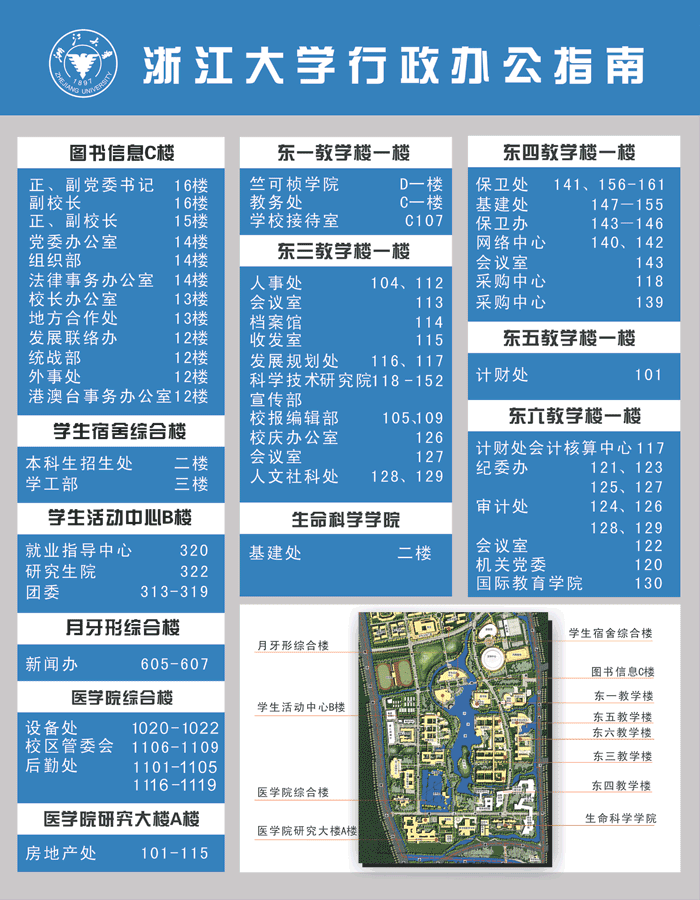 浙江大學
1897
ZHEJIANG UNIVERSITY
浙江大学行政办公指南
图书信息C楼
正、副党委书记 16楼
副校长 16楼
正、副校长 15楼
党委办公室 14楼
组织部 14楼
法律事务办公室 14楼
校长办公室 13楼
地方合作处 13楼
发展联络办 12楼
统战部 12楼
外事处 12楼
港澳台事务办公室12楼
学生宿舍综合楼
本科生招生处 二楼
学工部 三楼
学生活动中心B楼
就业指导中心 320
研究生院 322
团委 313-319
月牙形综合楼
新闻办 605-607
医学院综合楼
设备处 1020-1022
校区管委会 1106-1109
后勤处 1101-1105
1116-1119
医学院研究大楼A楼
房地产处 101-115
东一教学楼一楼
竺可桢学院 D一楼
教务处 C一楼
学校接待室 C107
东三教学楼一楼
人事处 104、112
会议室 113
档案馆 114
收发室 115
发展规划处 116、117
科学技术研究院118-152
宣传部
校报编辑部 105、109
校庆办公室 126
会议室 127
人文社科处 128、129
生命科学学院
基建处 二楼
东四教学楼一楼
保卫处 141、156-161
基建处 147—155
保卫办 143—146
网络中心 140、142
会议室 143
采购中心 118
采购中心 139
东五教学楼一楼
计财处 101
东六教学楼一楼
计财处会计核算中心 117
纪委办 121、123
125、127
审计处 124、126
128、129
会议室 122
机关党委 120
国际教育学院 130
月牙形综合楼
学生活动中心B楼
医学院综合楼
医学院研究大楼A楼
学生宿舍综合楼
图书信息C楼
东一教学楼
东五教学楼
东六教学楼
东三教学楼
东四教学楼
生命科学学院